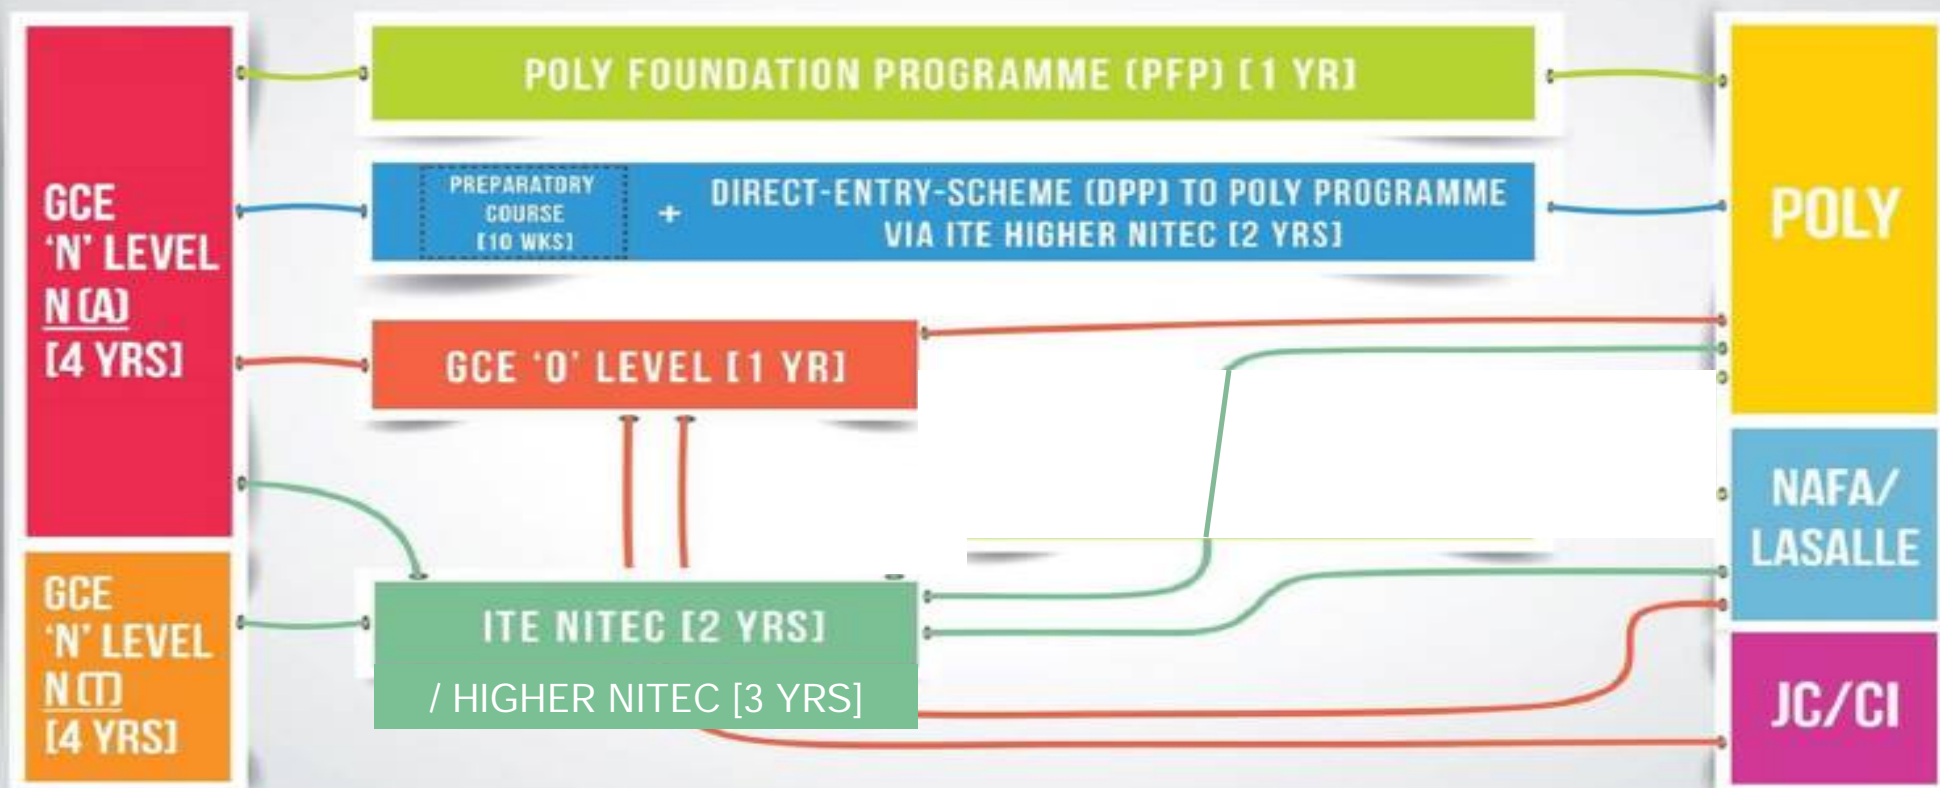 GCE
‘N’ LEVEL
N (A)
[4 YRS]
GCE
‘N’ LEVEL
N (T)
[4 YRS]
POLY FOUNDATION PROGRAMME (PFP) [1 YR]
PREPARATORY
COURSE
[10 WKS]
+
DIRECT-ENTRY-SCHEME (DPP) TO POLY PROGRAMME
VIA ITE HIGHER NITEC [2 YRS]
GCE ‘O’ LEVEL [1 YR]
ITE NITEC [2 YRS]
/ HIGHER NITEC [3 YRS]
POLY
NAFA/
LASALLE
JC/CI